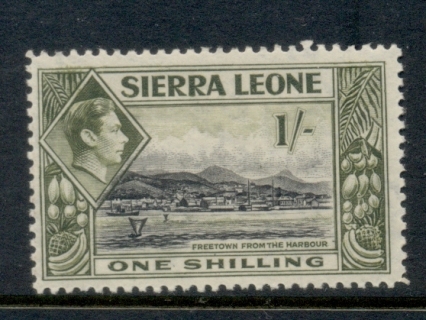 SIERRA LEONE
1/-
FREETOWN FROM THE HARBOUR
ONE SHILLING